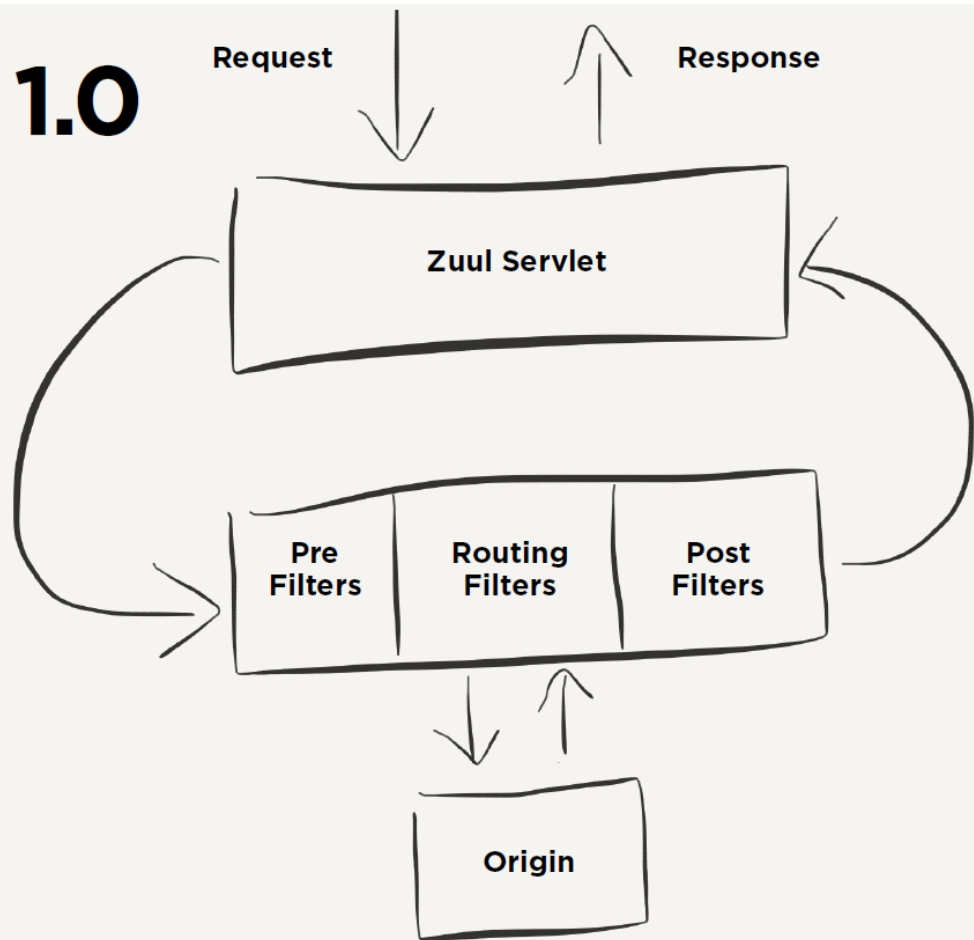 1.0
Request
Response
Zuul Servlet
Pre
Filters
Routing
Filters
Post
Filters
Origin